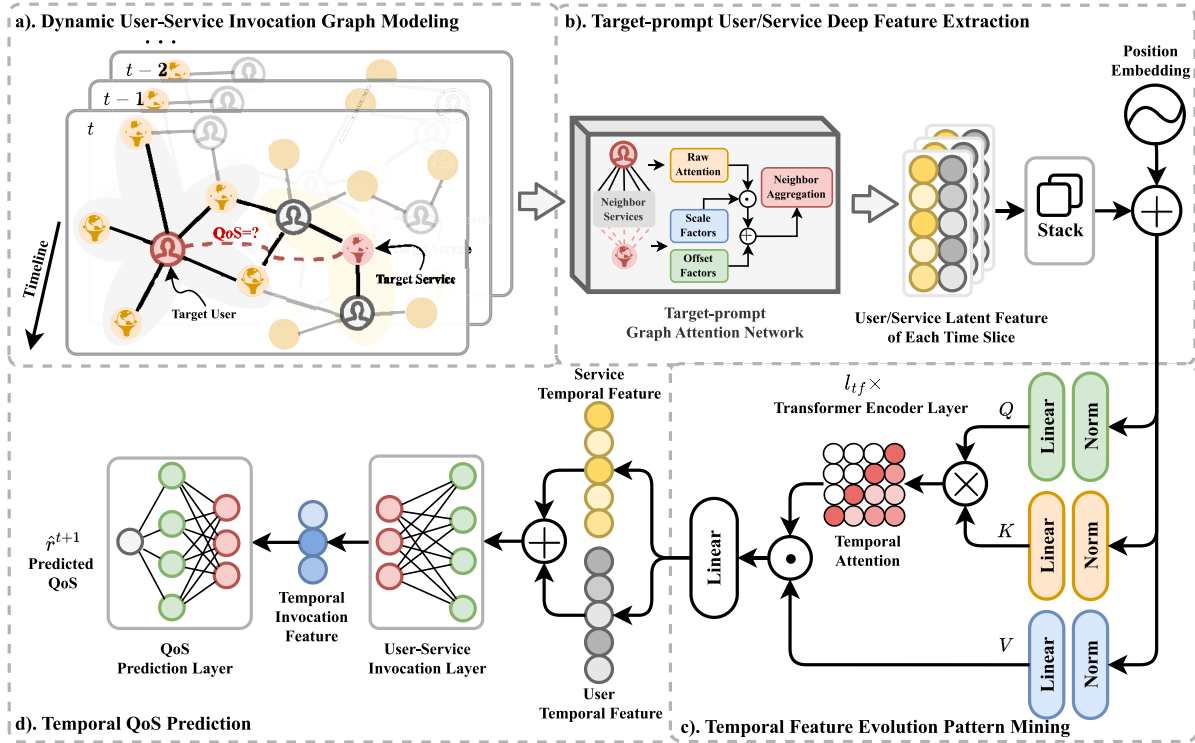 a). Dynamic User-Service Invocation Graph Modeling
. . .
t − 2
t − 1
t
QoS=?
Target Service
Target User
Timeline
b). Target-prompt User/Service Deep Feature Extraction
Position
Embedding
Neighbor
Services
Raw
Attention
Scale
Factors
Offset
Factors
Neighbor
Aggregation
Target-prompt
Graph Attention Network
User/Service Latent Feature
of Each Time Slice
Stack
l_{tf}×
Transformer Encoder Layer
Q
Linear
Norm
K
Linear
Norm
V
Linear
Norm
Temporal
Attention
Linear
c). Temporal Feature Evolution Pattern Mining
Service
Temporal Feature
User
Temporal Feature
User-Service
Invocation Layer
Temporal
Invocation
Feature
QoS
Prediction Layer
r̂^{t+1}
Predicted
QoS
d). Temporal QoS Prediction